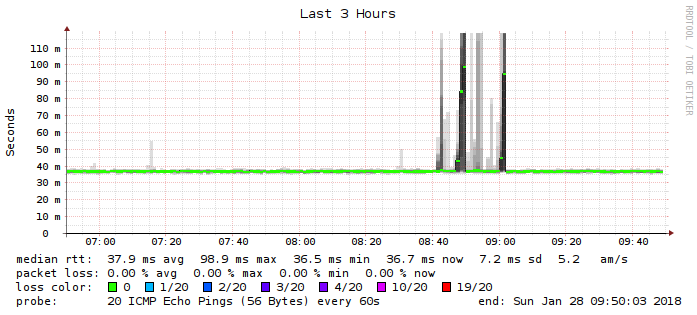 Last 3 Hours
RRDTOOL / TOBI OETIKER
Seconds
110 m
100 m
90 m
80 m
70 m
60 m
50 m
40 m
30 m
20 m
10 m
0
07:00 07:20 07:40 08:00 08:20 08:40 09:00 09:20 09:40
median rtt: 37.9 ms avg 98.9 ms max 36.5 ms min 36.7 ms now 7.2 ms sd 5.2 am/s
packet loss: 0.00 % avg 0.00 % max 0.00 % min 0.00 % now
loss color: 0 1/20 2/20 3/20 4/20 10/20 19/20
probe: 20 ICMP Echo Pings (56 Bytes) every 60s end: Sun Jan 28 09:50:03 2018